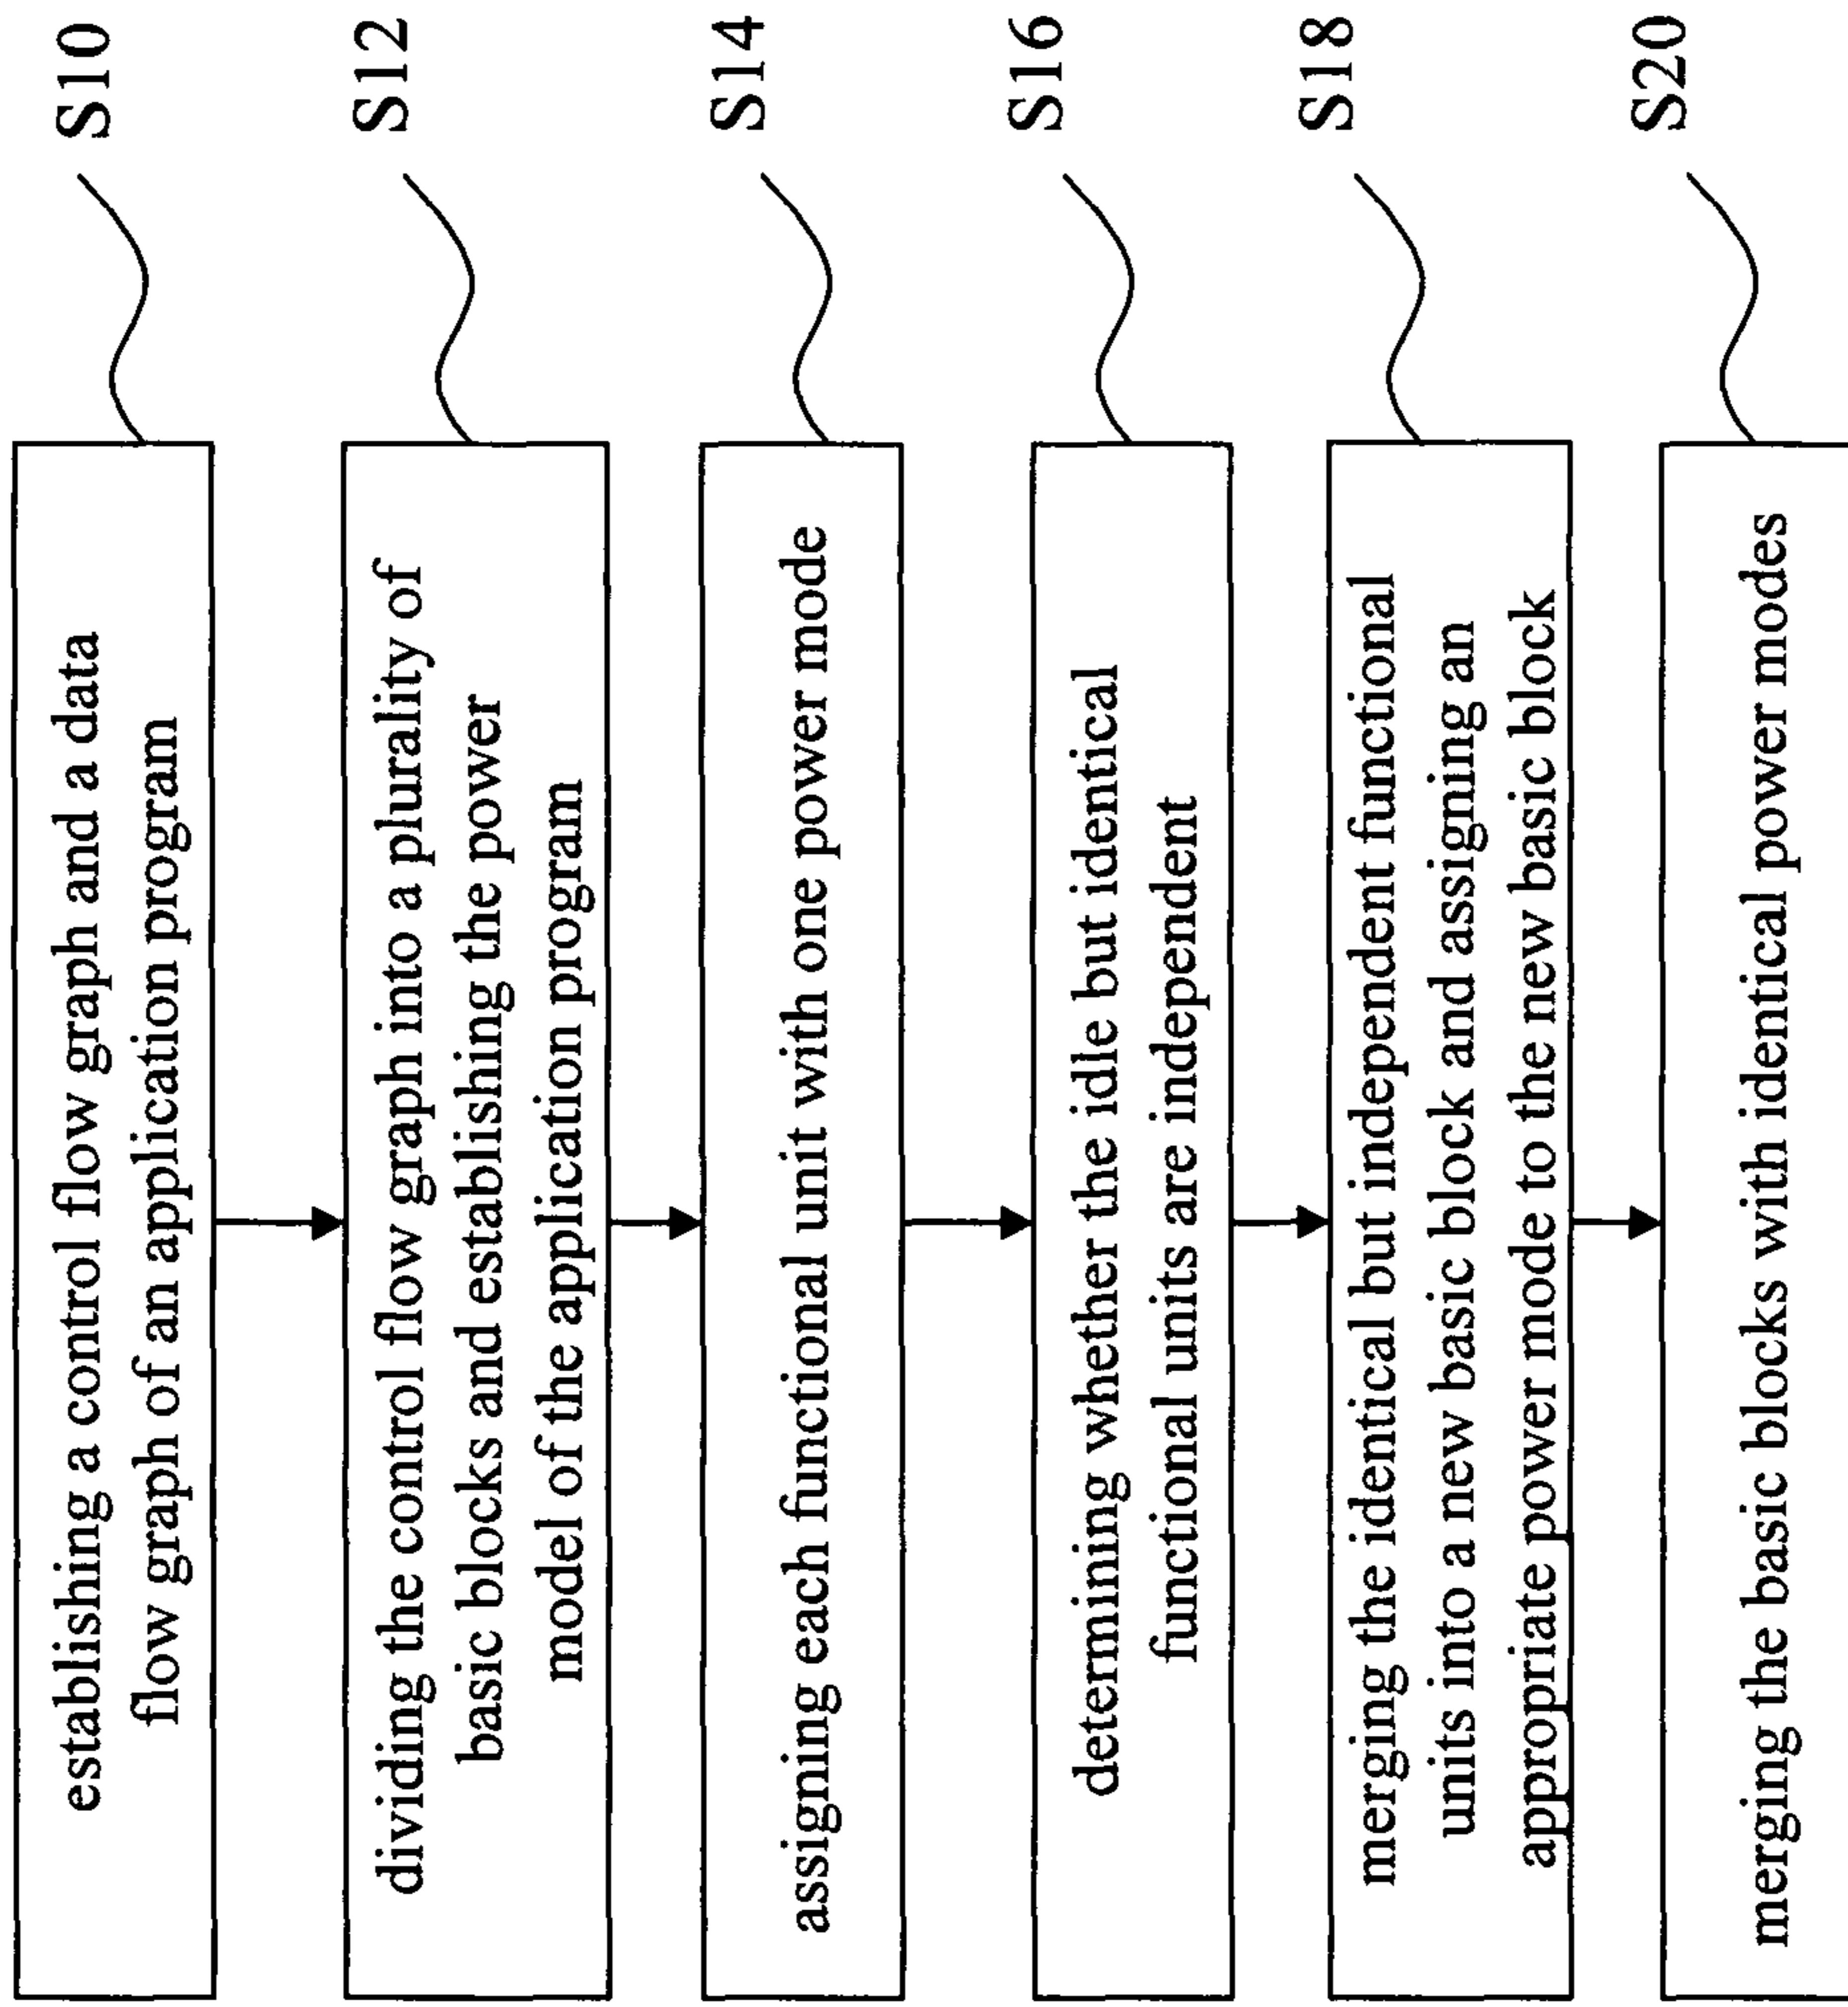 establishing a control flow graph and a data
flow graph of an application program
S10
dividing the control flow graph into a plurality of
basic blocks and establishing the power
model of the application program
S12
assigning each functional unit with one power mode
S14
determining whether the idle but identical
functional units are independent
S16
merging the identical but independent functional
units into a new basic block and assigning an
appropriate power mode to the new basic block
S18
merging the basic blocks with identical power modes
S20